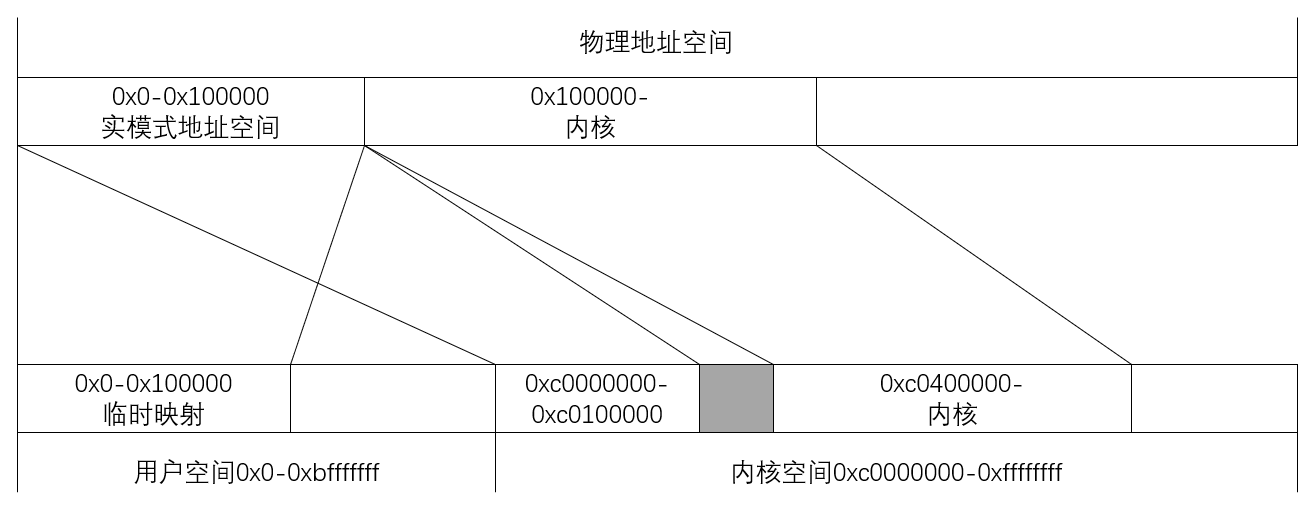 物理地址空间
0x0-0x100000
实模式地址空间
0x100000-
内核
0x0-0x100000
临时映射
0xc0000000-
0xc0100000
0xc0400000-
内核
用户空间0x0-0xbfffffff
内核空间0xc0000000-0xffffffff